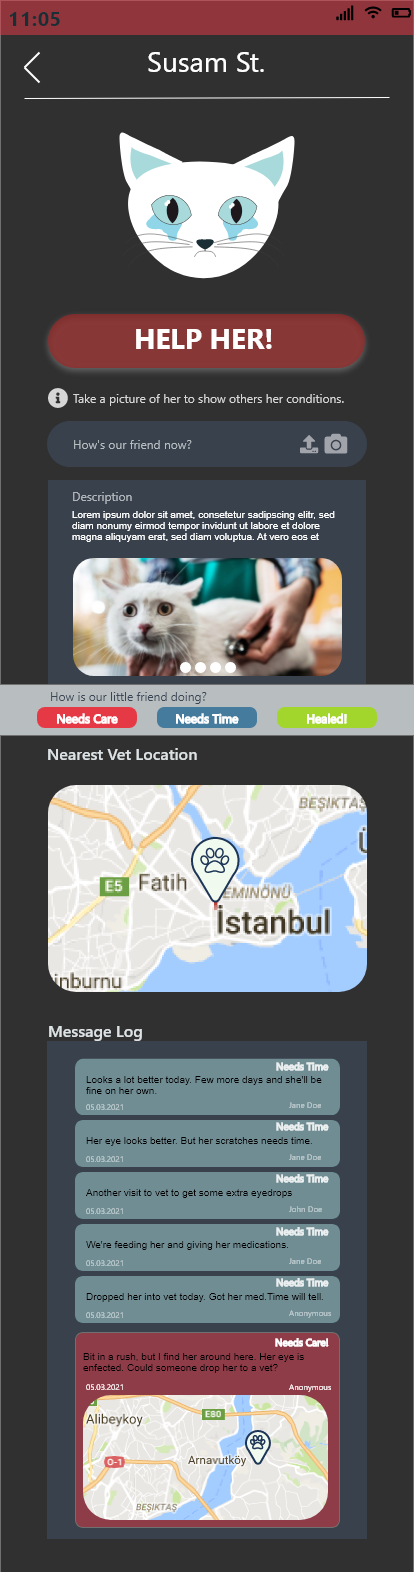 11:05
Susam St.
HELP HER!
Take a picture of her to show others her conditions.
How's our friend now?
Description
Lorem ipsum dolor sit amet, consetetur sadipscing elitr, sed
diam nonumy eirmod tempor invidunt ut labore et dolore
magna aliquyam erat, sed diam voluptua. At vero eos et
How is our little friend doing?
Needs Care
Needs Time
Healed!
Nearest Vet Location
BEŞIKTAŞ
Ü
E5
Fatih
EMINÖNÜ
İstanbul
inburnu
Message Log
Needs Time
Looks a lot better today. Few more days and she'll be
fine on her own.
05.03.2021
Jane Doe
Needs Time
Her eye looks better. But her scratches needs time.
05.03.2021
Jane Doe
Needs Time
Another visit to vet to get some extra eyedrops
05.03.2021
John Doe
Needs Time
We're feeding her and giving her medications.
05.03.2021
Jane Doe
Needs Time
Dropped her into vet today. Got her med.Time will tell.
05.03.2021
Anonymous
Needs Care!
Bit in a rush, but I find her around here. Her eye is
enfected. Could someone drop her to a vet?
05.03.2021
Anonymous
Alibeykoy
E80
O-1
Arnavutköy
BEŞIKTAŞ